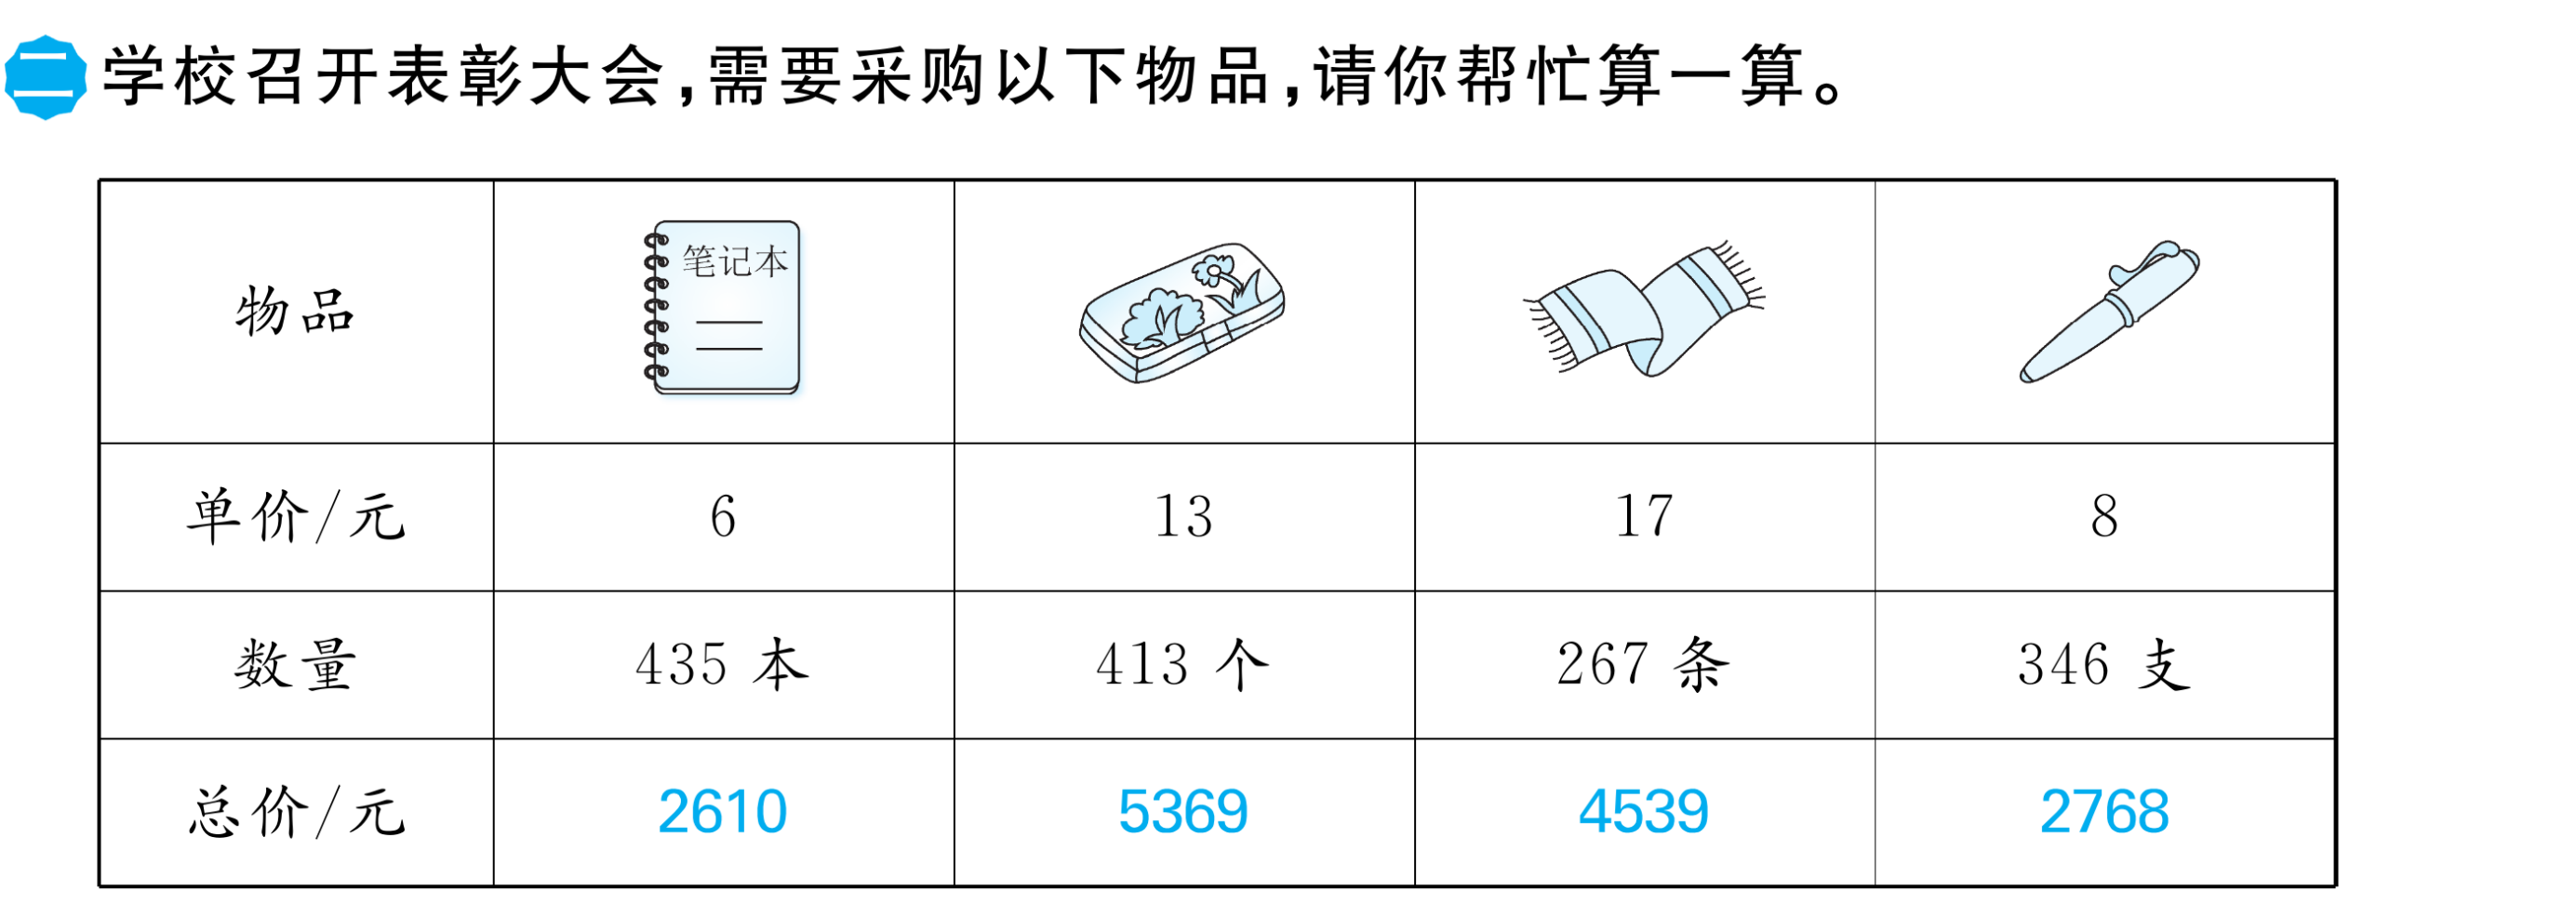 二 学校召开表彰大会,需要采购以下物品,请你帮忙算一算。
物品 笔记本
单价/元 6 13 17 8
数量 435 本 413 个 267 条 346 支
总价/元 2610 5369 4539 2768